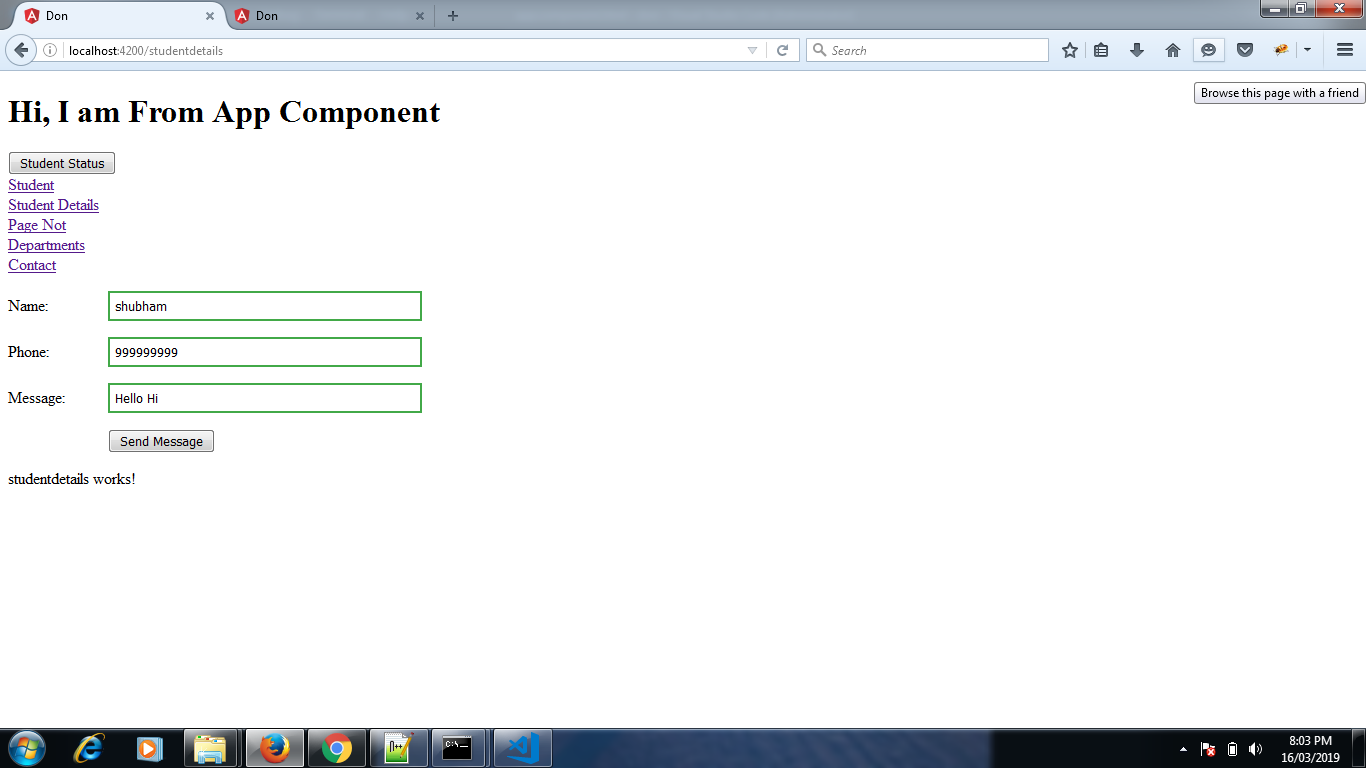 Don
Don
localhost:4200/studentdetails
Search
Browse this page with a friend
Hi, I am From App Component
Student Status
Student
Student Details
Page Not
Departments
Contact
Name: shubham
Phone: 999999999
Message: Hello Hi
Send Message
studentdetails works!
8:03 PM
16/03/2019